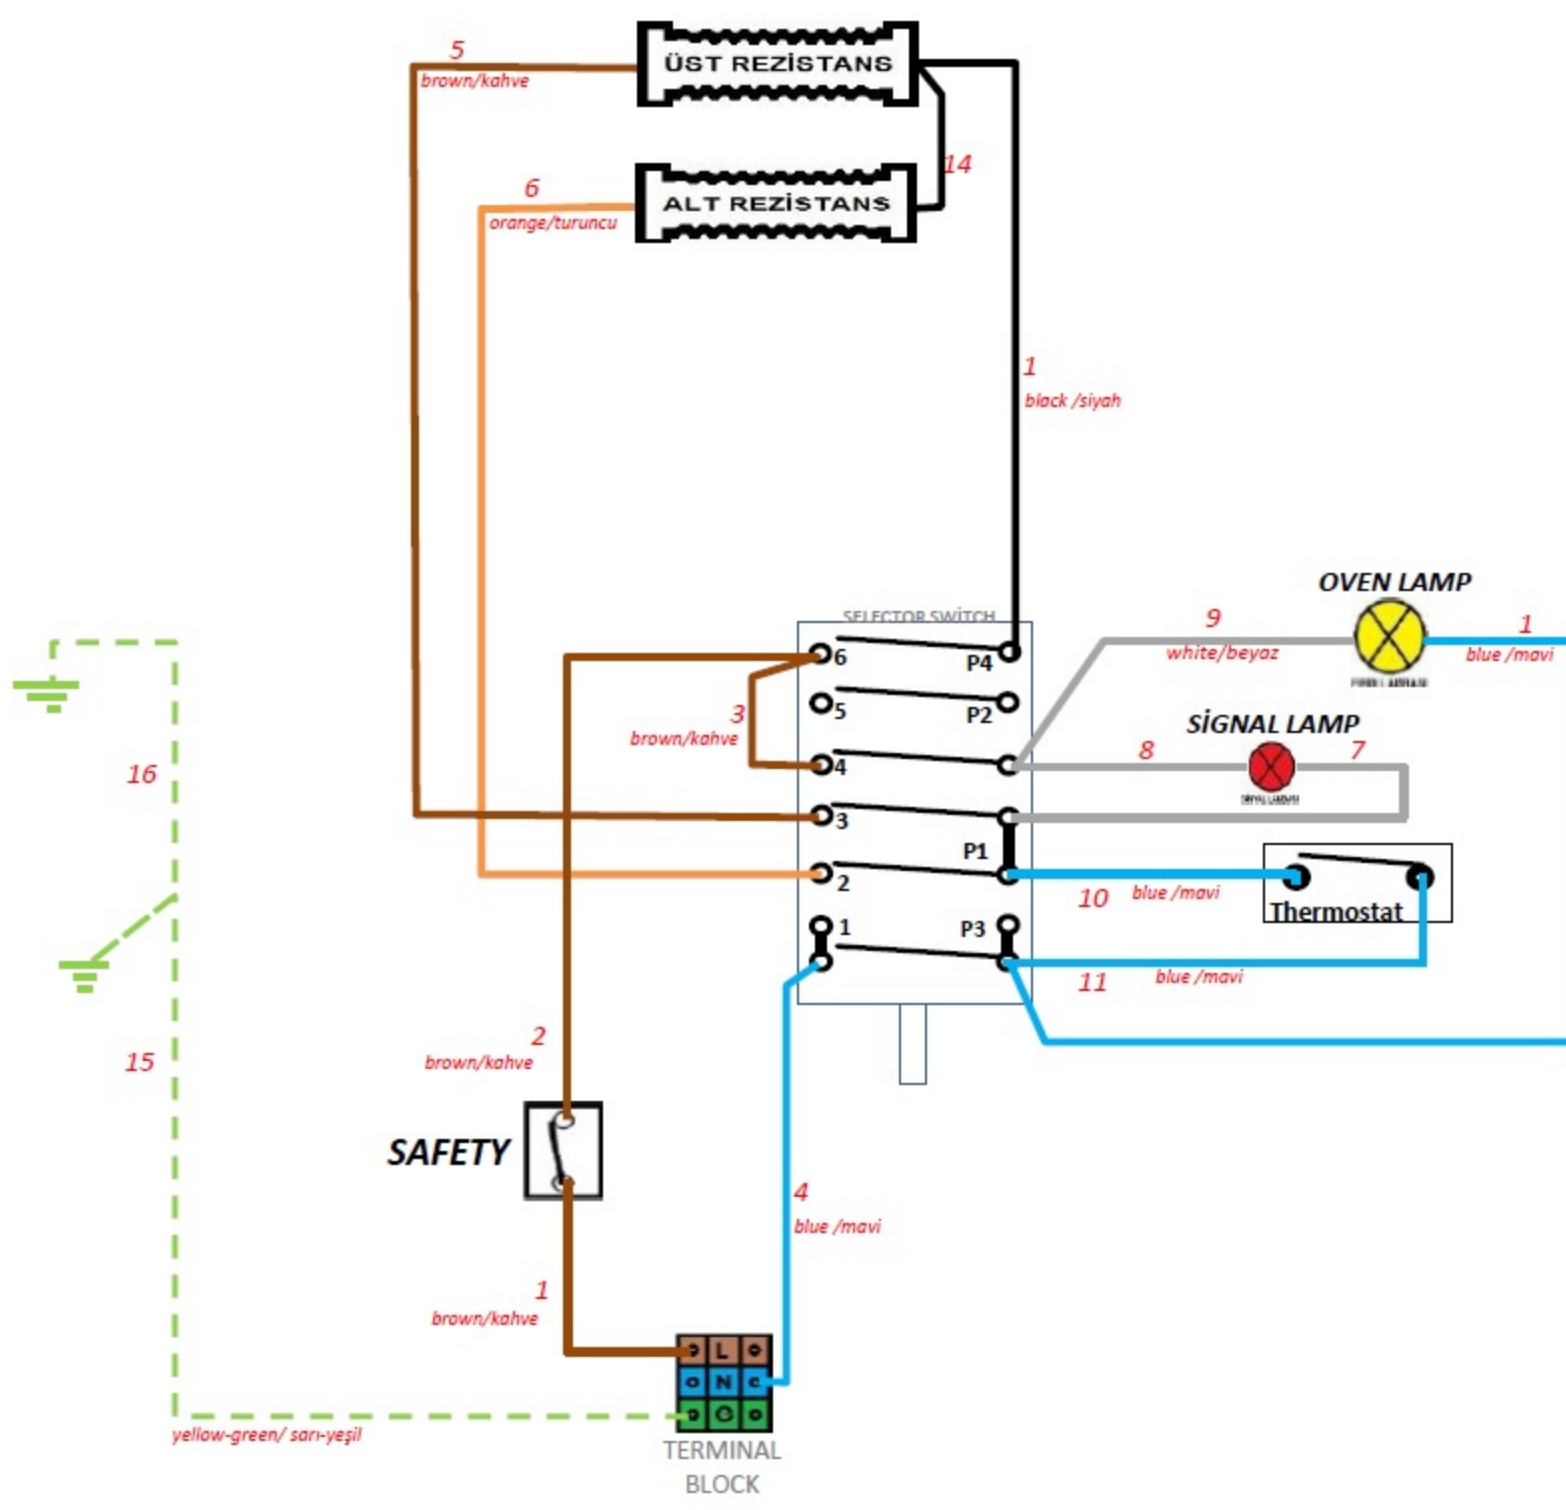 5
brown/kahve
ÜST REZİSTANS
14
6
orange/turuncu
ALT REZİSTANS
1
black /siyah
OVEN LAMP
9
white/beyaz
1
blue /mavi
SELECTOR SWİTCH
6
P4
5
P2
3
brown/kahve
4
SİGNAL LAMP
8
7
3
P1
2
10
blue /mavi
Thermostat
1
P3
11
blue /mavi
16
15
2
brown/kahve
SAFETY
4
blue /mavi
1
brown/kahve
L
N
yellow-green/ sarı-yeşil
TERMINAL
BLOCK